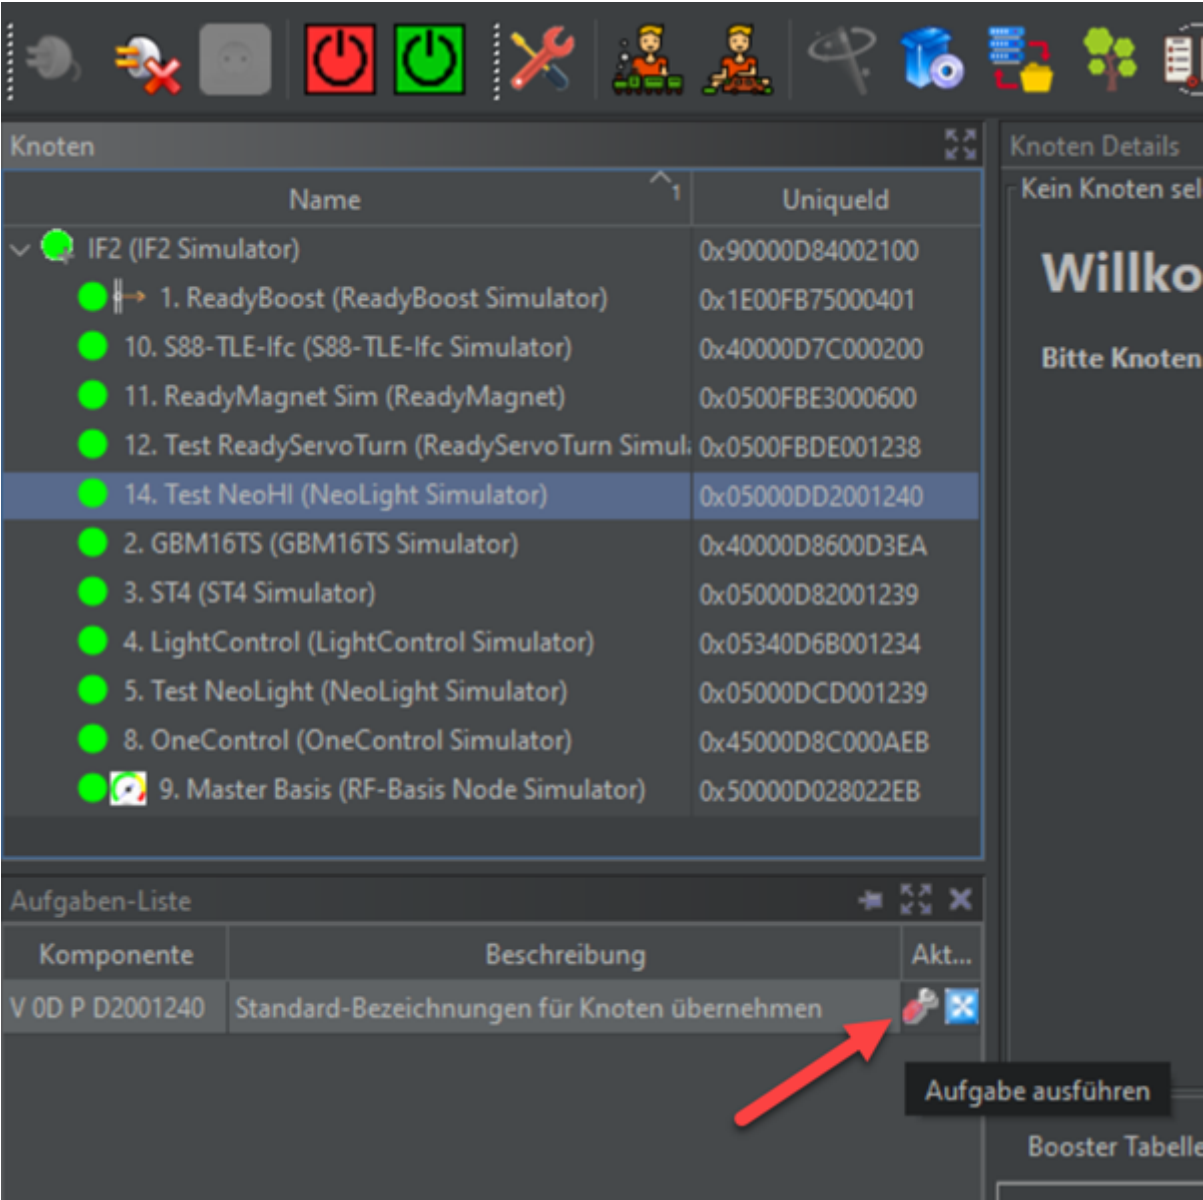 Knoten
Name 1 UniqueId
IF2 (IF2 Simulator) 0x90000D84002100
1. ReadyBoost (ReadyBoost Simulator) 0x1E00FB75000401
10. S88-TLE-Ifc (S88-TLE-Ifc Simulator) 0x40000D7C000200
11. ReadyMagnet Sim (ReadyMagnet) 0x0500FBE3000600
12. Test ReadyServoTurn (ReadyServoTurn Simul 0x0500FBDE001238
14. Test NeoHI (NeoLight Simulator) 0x05000DD2001240
2. GBM16TS (GBM16TS Simulator) 0x40000D8600D3EA
3. ST4 (ST4 Simulator) 0x05000D82001239
4. LightControl (LightControl Simulator) 0x05340D6B001234
5. Test NeoLight (NeoLight Simulator) 0x05000DCD001239
8. OneControl (OneControl Simulator) 0x45000D8C000AEB
9. Master Basis (RF-Basis Node Simulator) 0x50000D028022EB
Knoten Details
Kein Knoten sel
Willko
Bitte Knoten
Aufgaben-Liste
Komponente Beschreibung Akt...
V 0D P D2001240 Standard-Bezeichnungen für Knoten übernehmen
Aufgabe ausführen
Booster Tabelle